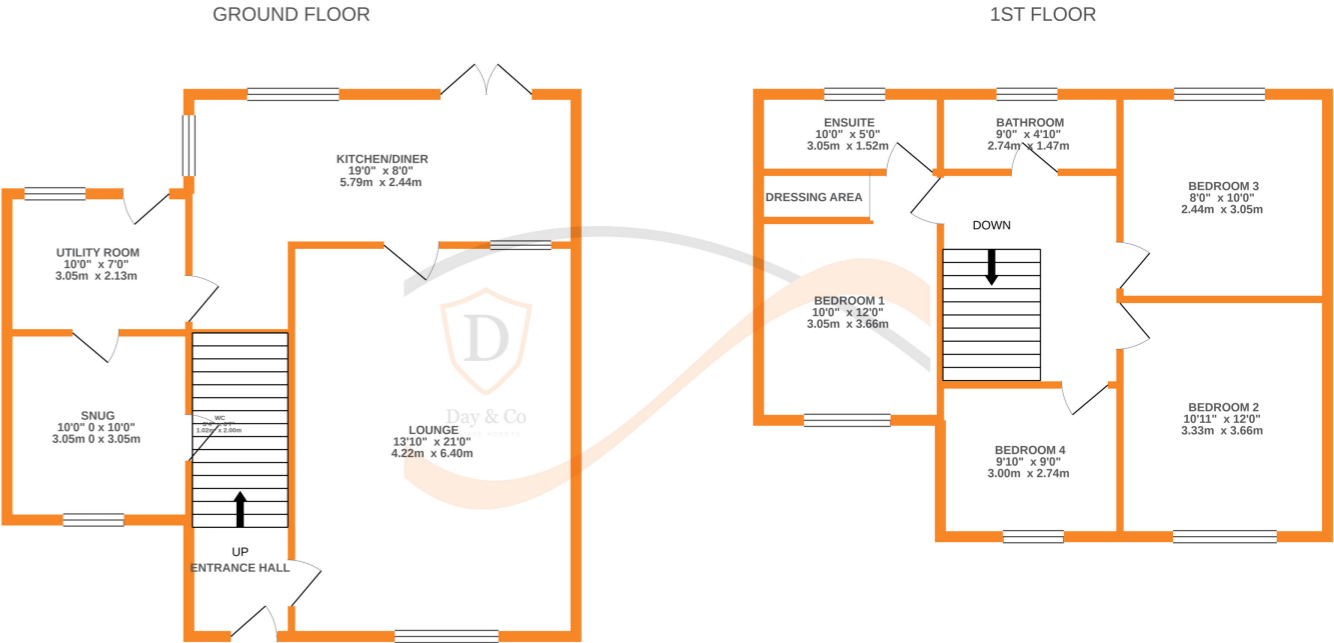 GROUND FLOOR
1ST FLOOR
KITCHEN/DINER
19'0" x 8'0"
5.79m x 2.44m
UTILITY ROOM
10'0" x 7'0"
3.05m x 2.13m
SNUG
10'0" 0 x 10'0"
3.05m 0 x 3.05m
WC
1.02m x 2.00m
LOUNGE
13'10" x 21'0"
4.22m x 6.40m
UP
ENTRANCE HALL
D
Day & Co
ENSUITE
10'0" x 5'0"
3.05m x 1.52m
BATHROOM
9'0" x 4'10"
2.74m x 1.47m
BEDROOM 3
8'0" x 10'0"
2.44m x 3.05m
DRESSING AREA
DOWN
BEDROOM 1
10'0" x 12'0"
3.05m x 3.66m
BEDROOM 2
10'11" x 12'0"
3.33m x 3.66m
BEDROOM 4
9'10" x 9'0"
3.00m x 2.74m